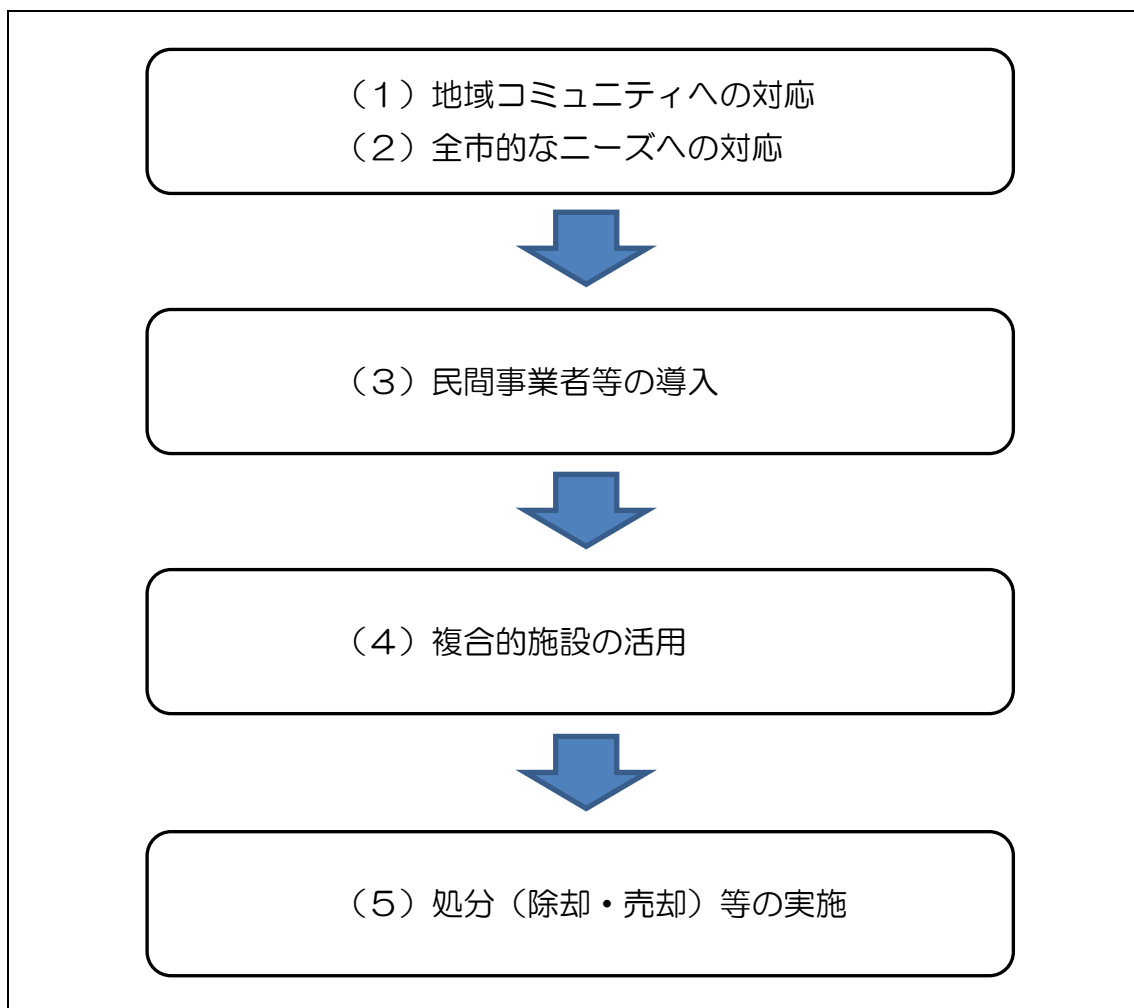 （１）地域コミュニティへの対応
（２）全市的なニーズへの対応
（３）民間事業者等の導入
（４）複合的施設の活用
（５）処分（除却・売却）等の実施